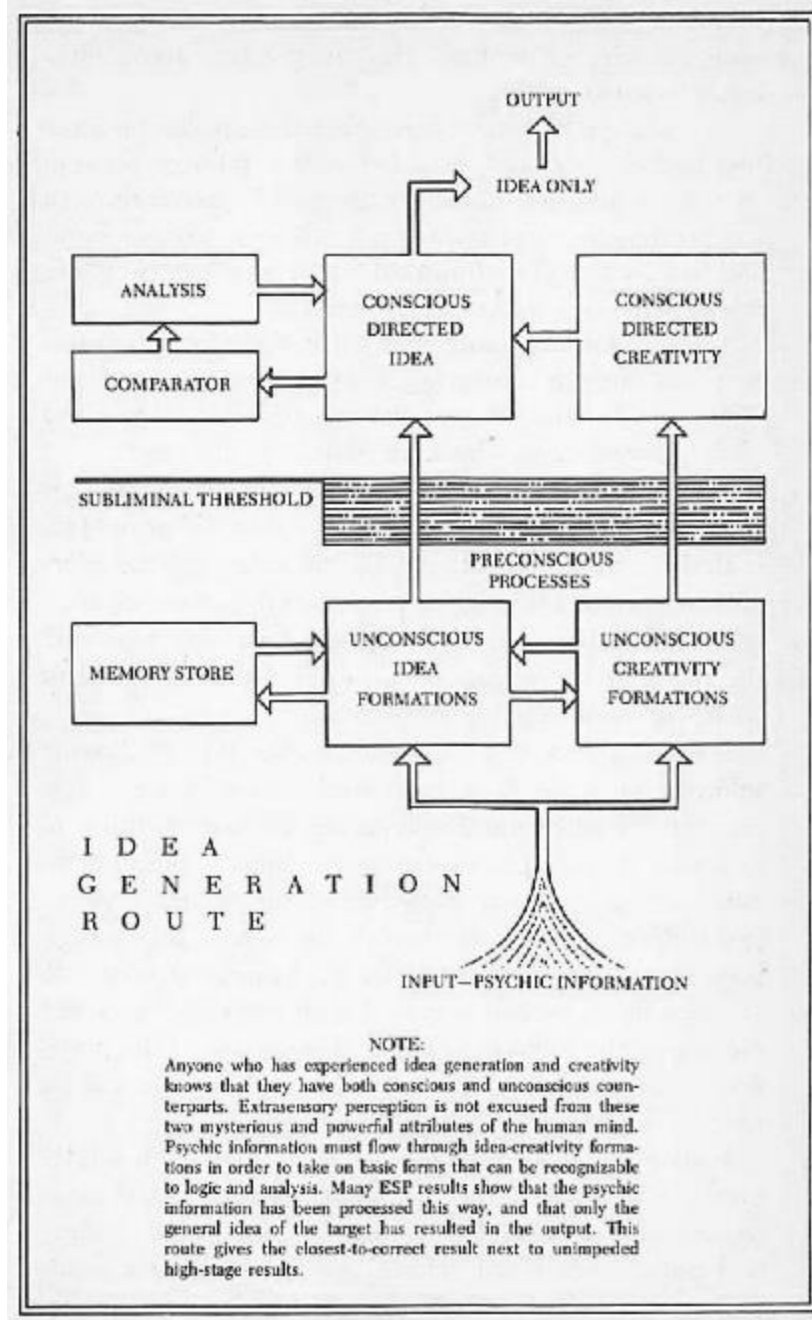 OUTPUT
IDEA ONLY
ANALYSIS
COMPARATOR
CONSCIOUS
DIRECTED
IDEA
CONSCIOUS
DIRECTED
CREATIVITY
SUBLIMINAL THRESHOLD
PRECONSCIOUS
PROCESSES
MEMORY STORE
UNCONSCIOUS
IDEA
FORMATIONS
UNCONSCIOUS
CREATIVITY
FORMATIONS
IDEA
GENERATION
ROUTE
INPUT—PSYCHIC INFORMATION
NOTE:
Anyone who has experienced idea generation and creativity
knows that they have both conscious and unconscious coun-
terparts. Extrasensory perception is not excused from these
two mysterious and powerful attributes of the human mind.
Psychic information must flow through idea-creativity forma-
tions in order to take on basic forms that can be recognizable
to logic and analysis. Many ESP results show that the psychic
information has been processed this way, and that only the
general idea of the target has resulted in the output. This
route gives the closest-to-correct result next to unimpeded
high-stage results.